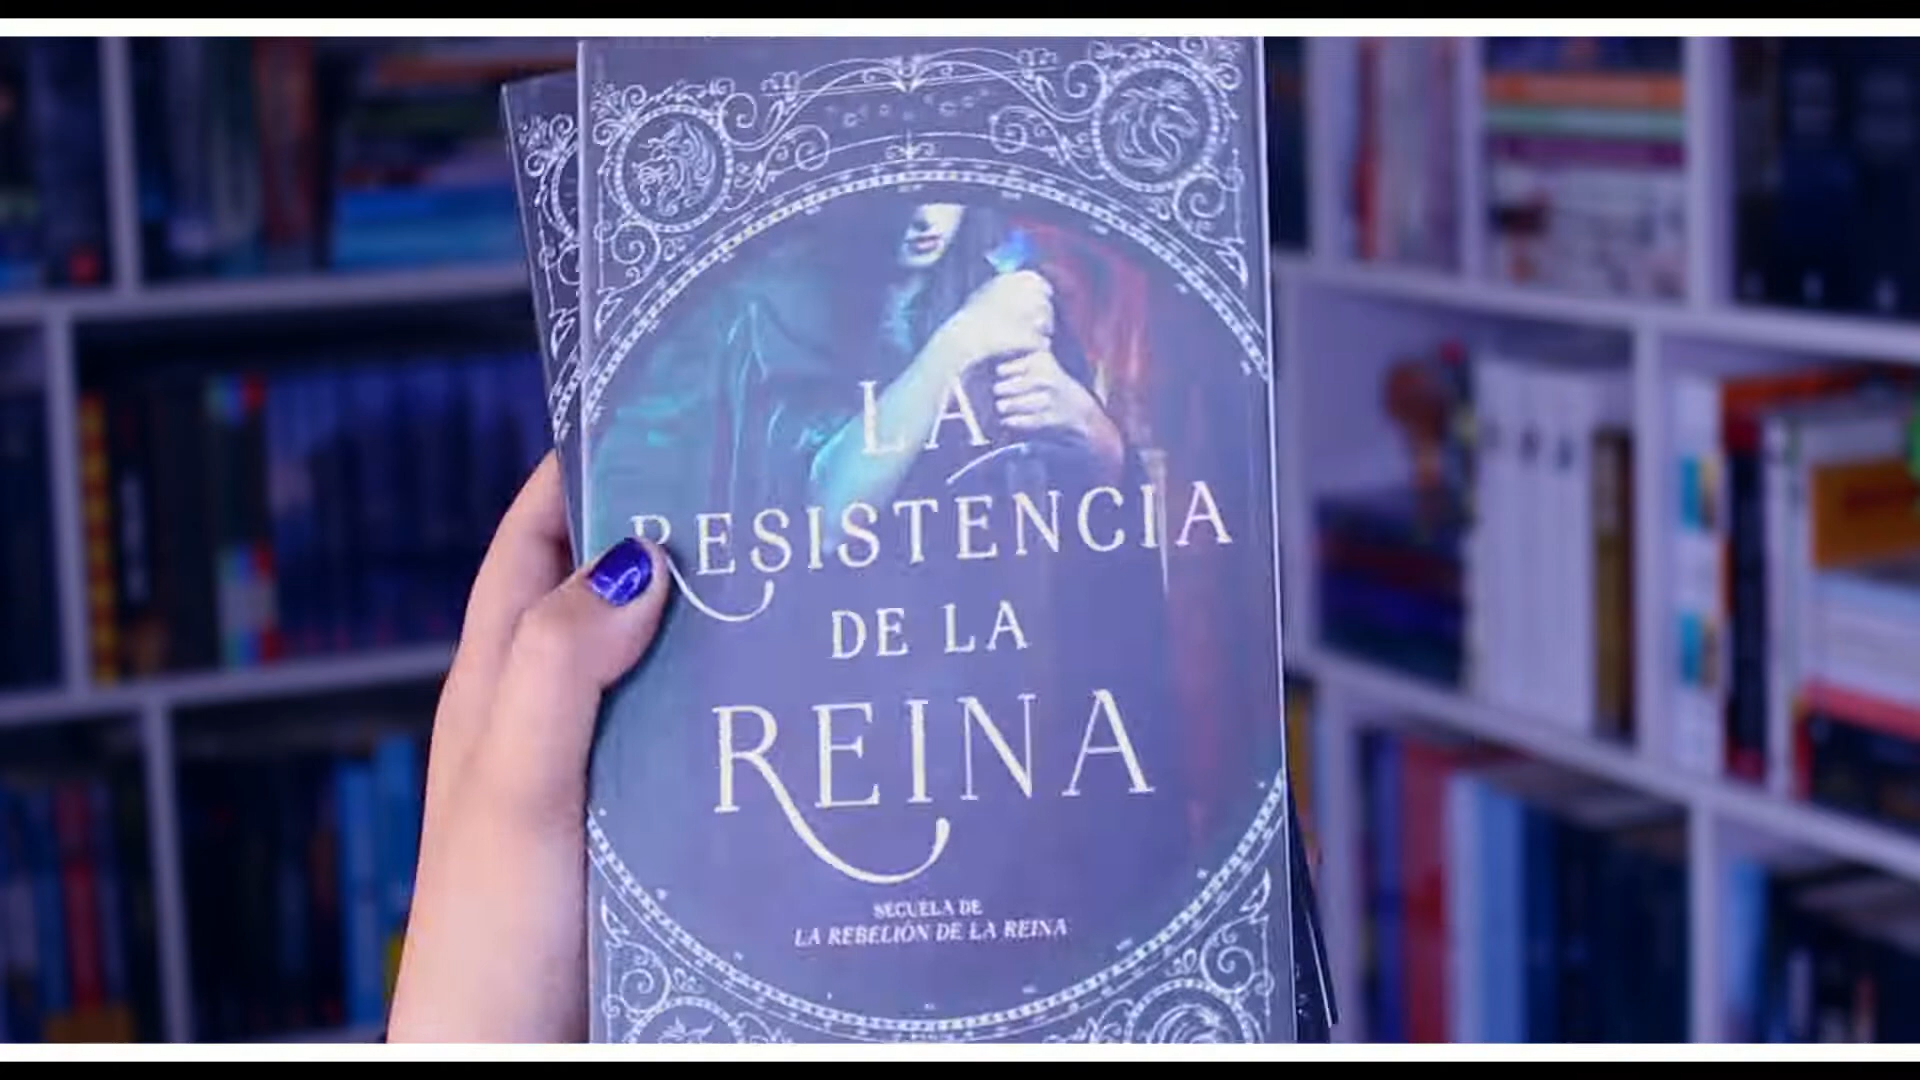 LA
RESISTENCIA
DE LA
REINA
SECUELA DE
LA REBELIÓN DE LA REINA